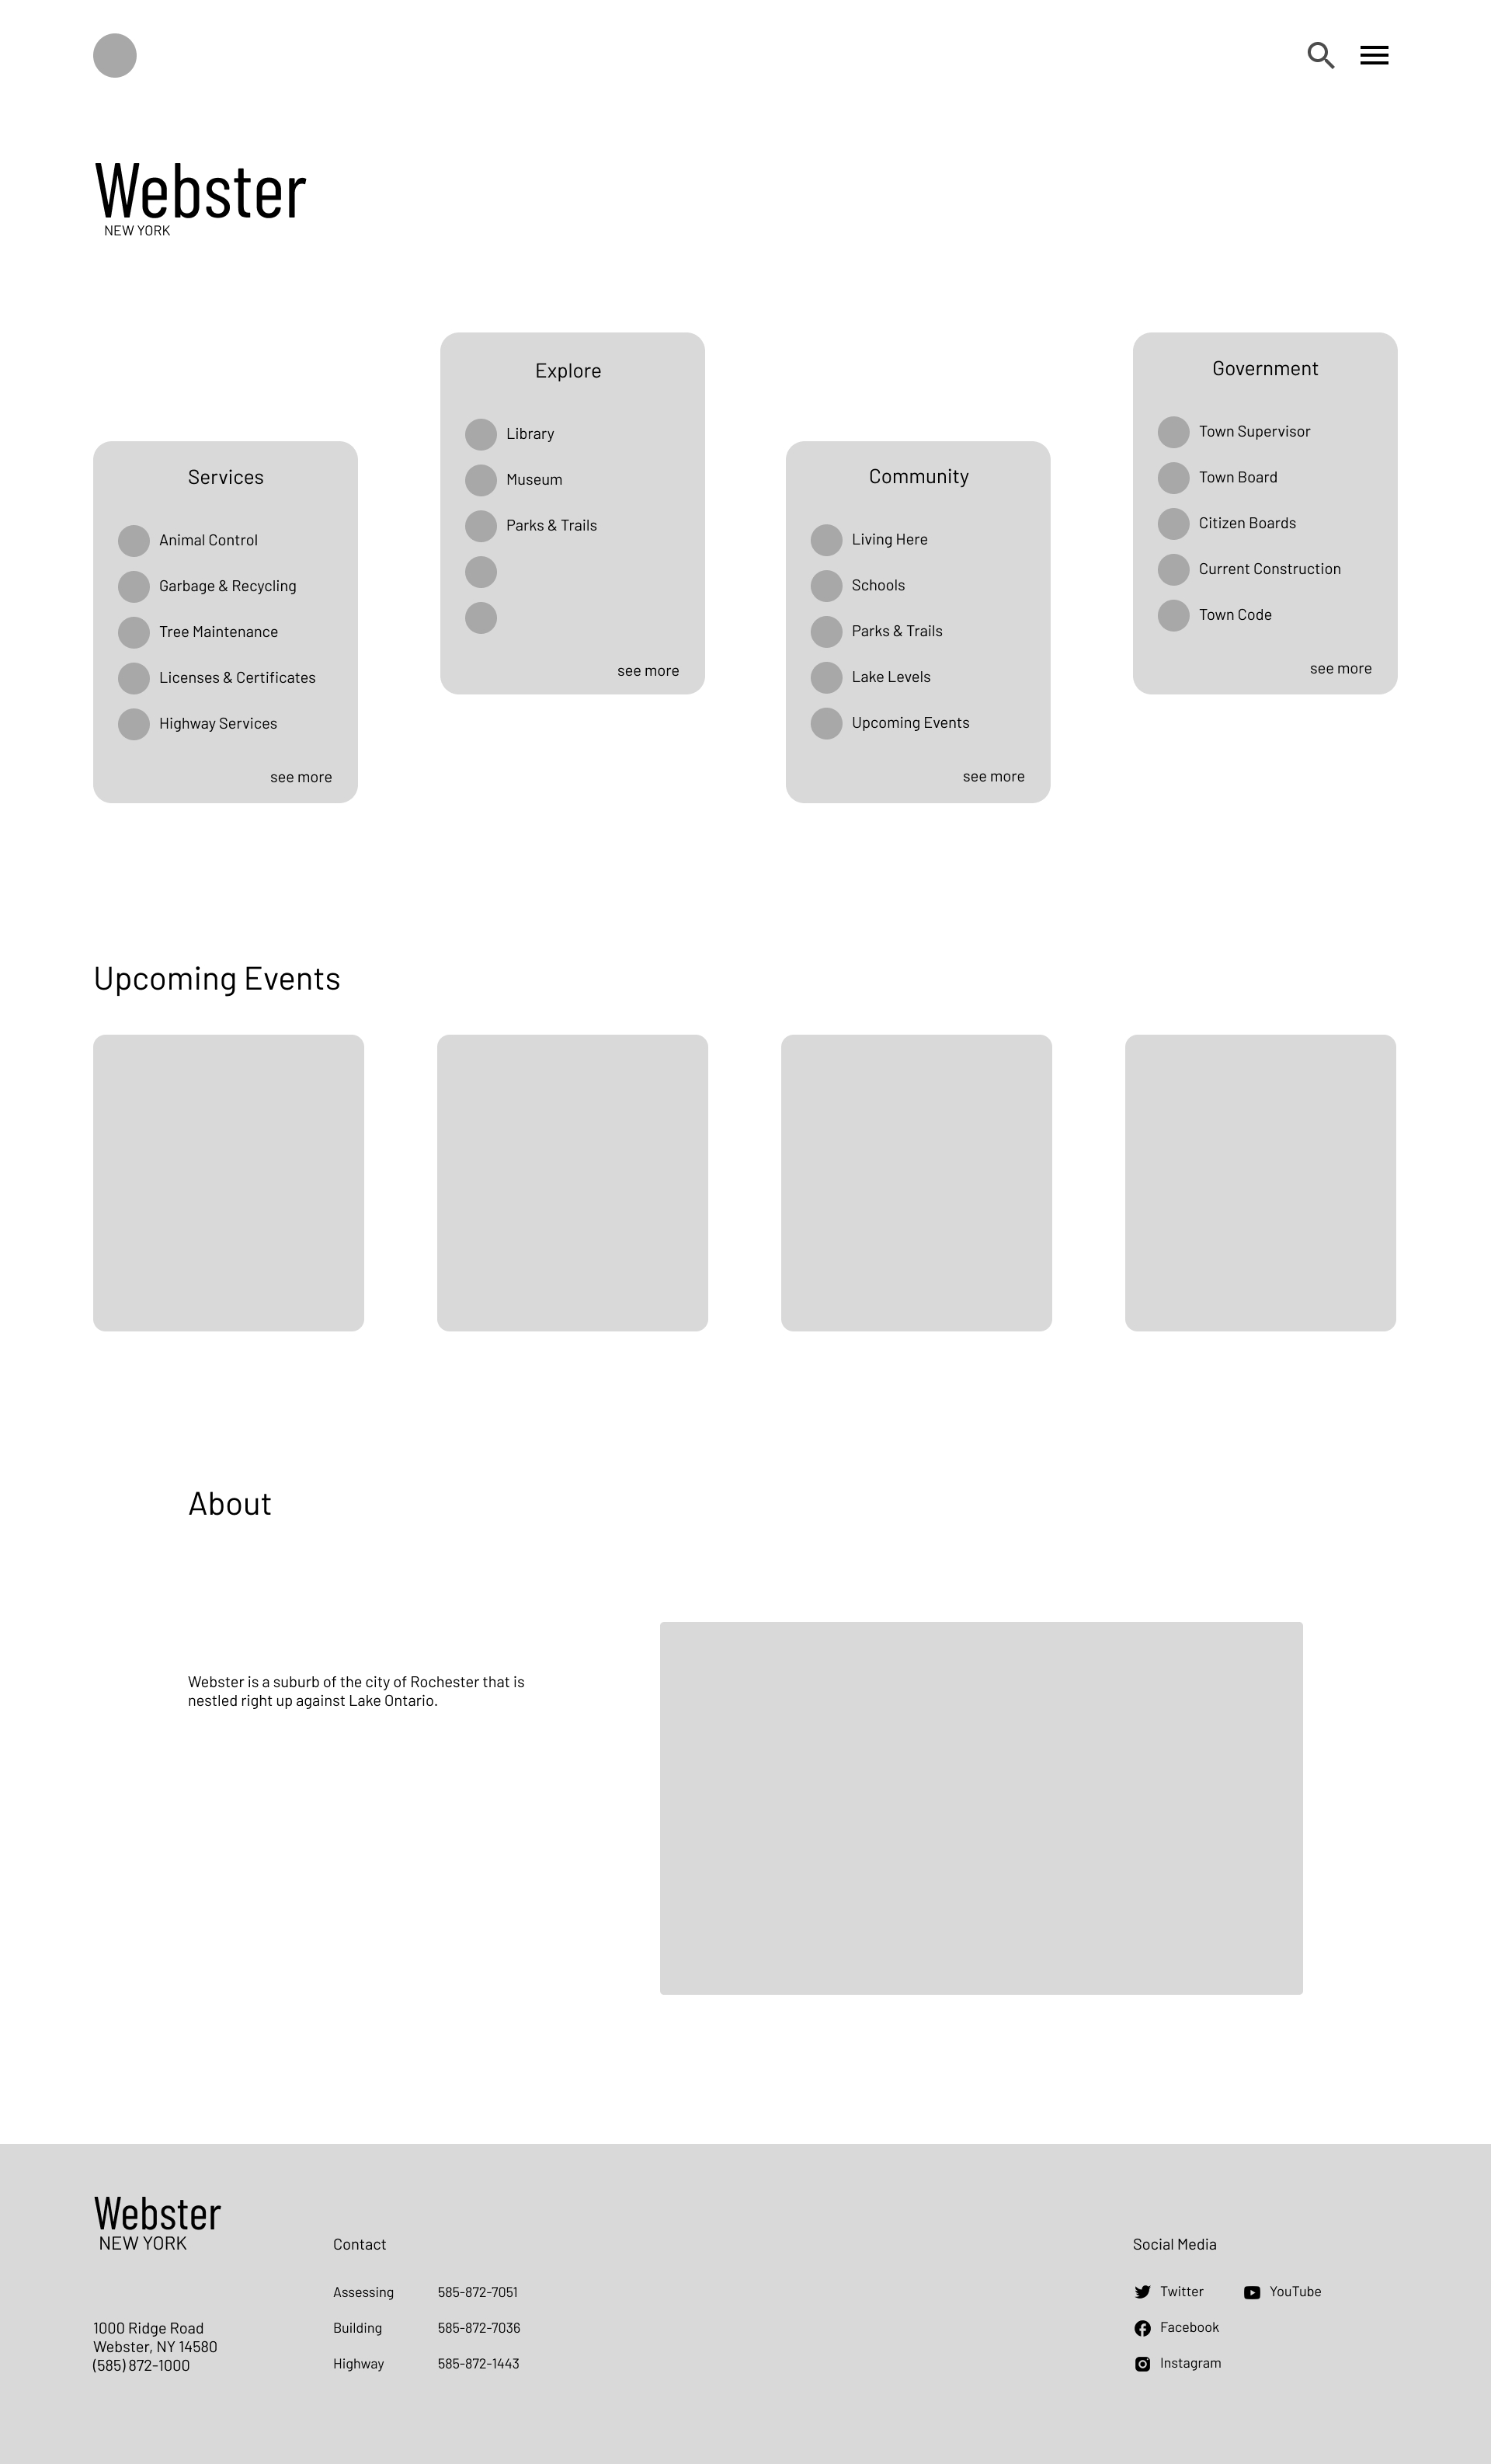 Webster
NEW YORK
Services
Animal Control
Garbage & Recycling
Tree Maintenance
Licenses & Certificates
Highway Services
see more
Explore
Library
Museum
Parks & Trails
see more
Community
Living Here
Schools
Parks & Trails
Lake Levels
Upcoming Events
see more
Government
Town Supervisor
Town Board
Citizen Boards
Current Construction
Town Code
see more
Upcoming Events
About
Webster is a suburb of the city of Rochester that is
nestled right up against Lake Ontario.
Webster
NEW YORK
1000 Ridge Road
Webster, NY 14580
(585) 872-1000
Contact
Assessing 585-872-7051
Building 585-872-7036
Highway 585-872-1443
Social Media
Twitter YouTube
Facebook
Instagram